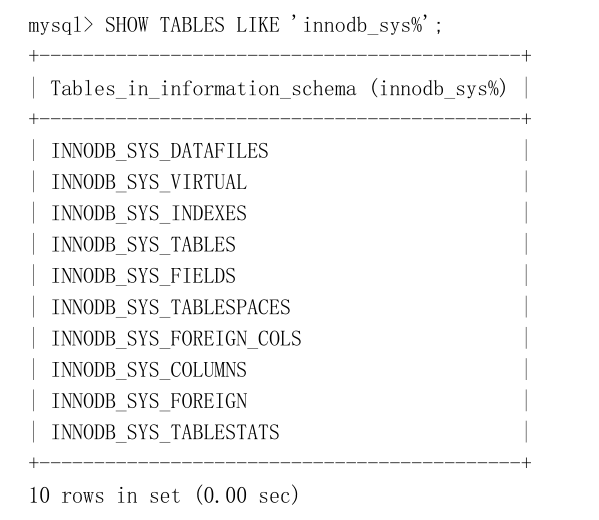 mysql> SHOW TABLES LIKE 'innodb_sys%';
+--------------------------------------------+
| Tables_in_information_schema (innodb_sys%) |
+--------------------------------------------+
| INNODB_SYS_DATAFILES                       |
| INNODB_SYS_VIRTUAL                         |
| INNODB_SYS_INDEXES                         |
| INNODB_SYS_TABLES                          |
| INNODB_SYS_FIELDS                          |
| INNODB_SYS_TABLESPACES                     |
| INNODB_SYS_FOREIGN_COLS                    |
| INNODB_SYS_COLUMNS                         |
| INNODB_SYS_FOREIGN                         |
| INNODB_SYS_TABLESTATS                      |
+--------------------------------------------+
10 rows in set (0.00 sec)